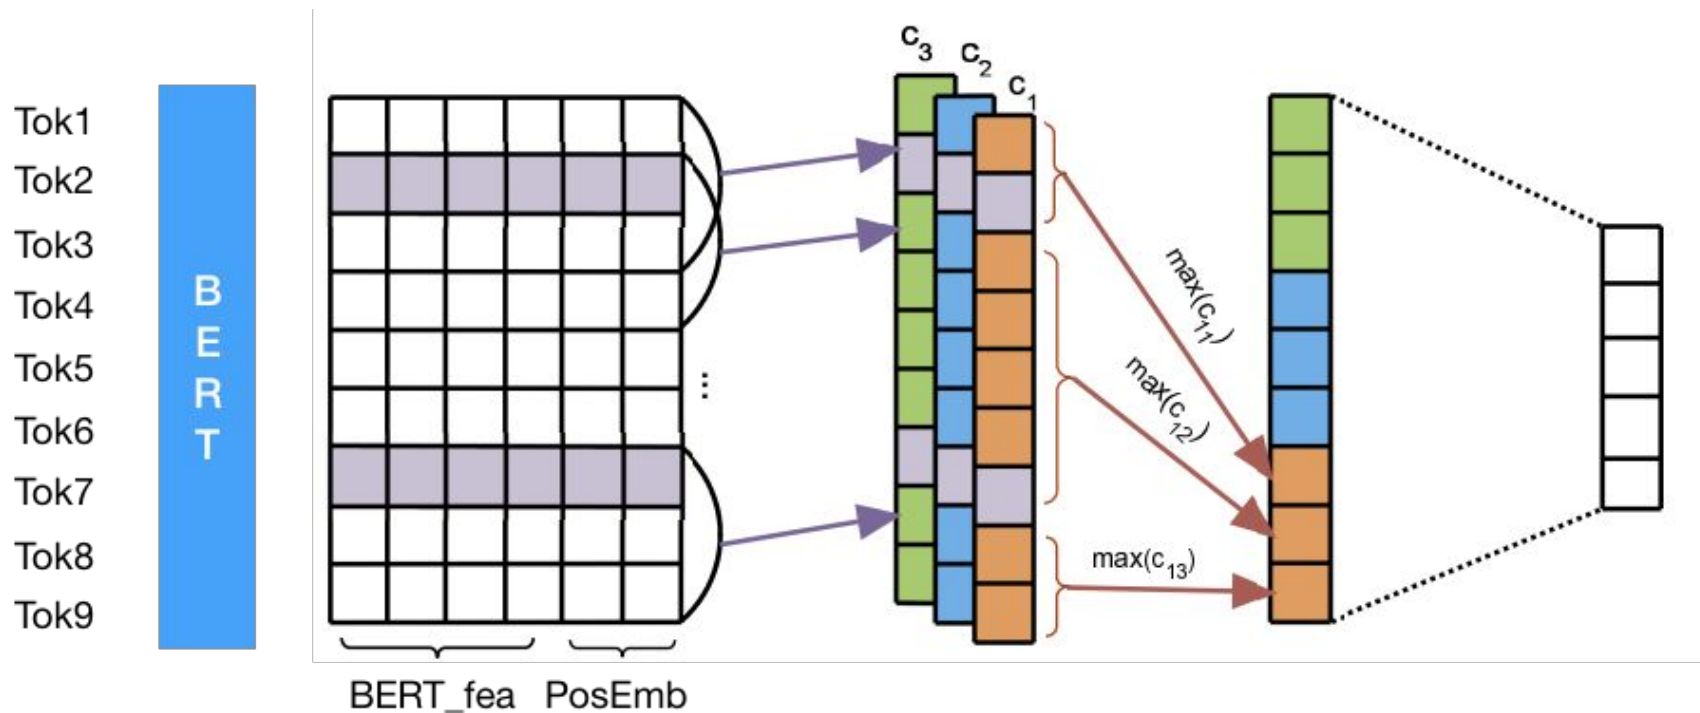 Tok1
Tok2
Tok3
Tok4
Tok5
Tok6
Tok7
Tok8
Tok9
B
E
R
T
BERT_fea
PosEmb
...
c3
c2
c1
max(c11)
max(c12)
max(c13)